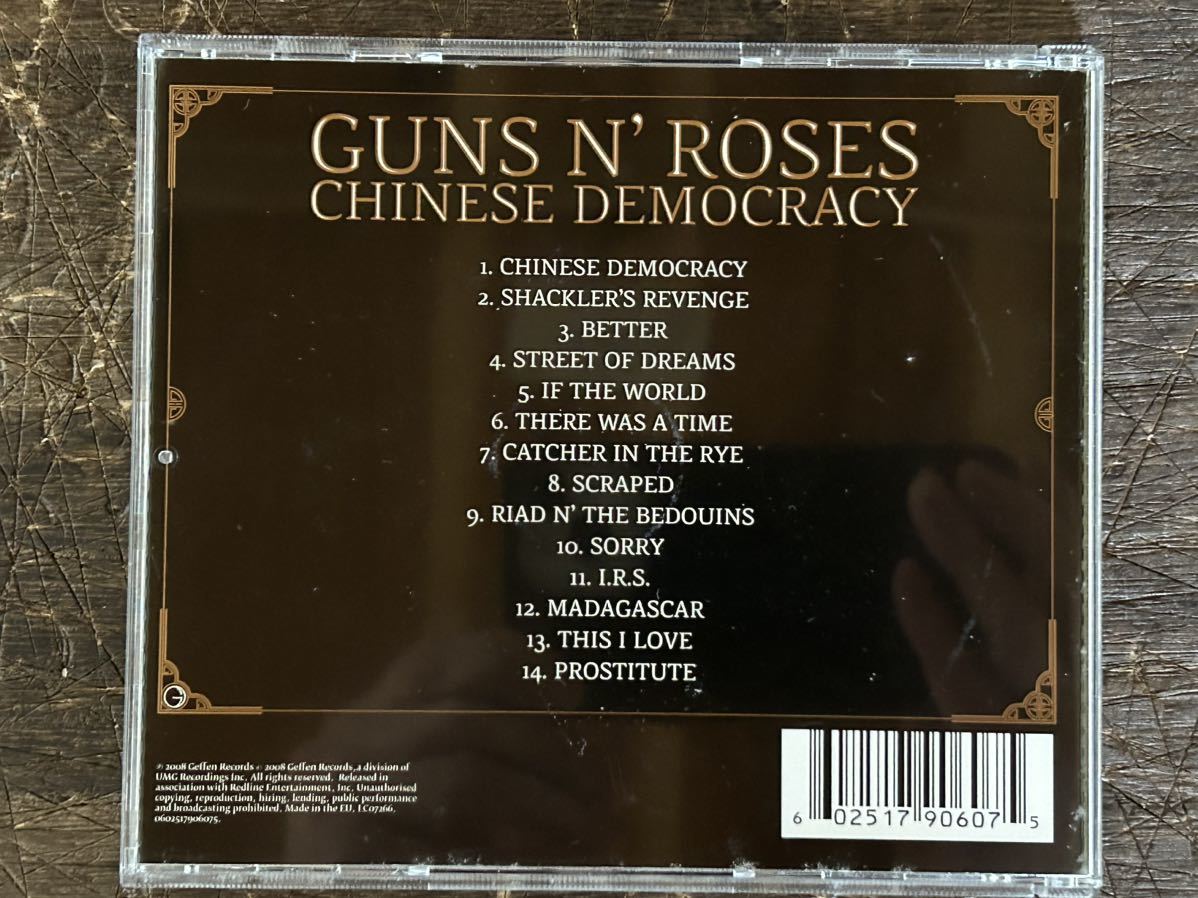 GUNS N’ ROSES
CHINESE DEMOCRACY
1. CHINESE DEMOCRACY
2. SHACKLER’S REVENGE
3. BETTER
4. STREET OF DREAMS
5. IF THE WORLD
6. THERE WAS A TIME
7. CATCHER IN THE RYE
8. SCRAPED
9. RIAD N’ THE BEDOUINS
10. SORRY
11. I.R.S.
12. MADAGASCAR
13. THIS I LOVE
14. PROSTITUTE
℗ 2008 Geffen Records © 2008 Geffen Records,a division of
UMG Recordings Inc. All rights reserved. Released in
association with Redline Entertainment, Inc. Unauthorised
copying, reproduction, hiring, lending, public performance
and broadcasting prohibited. Made in the EU. LC07266.
0602517906075.
6 02517 90607 5